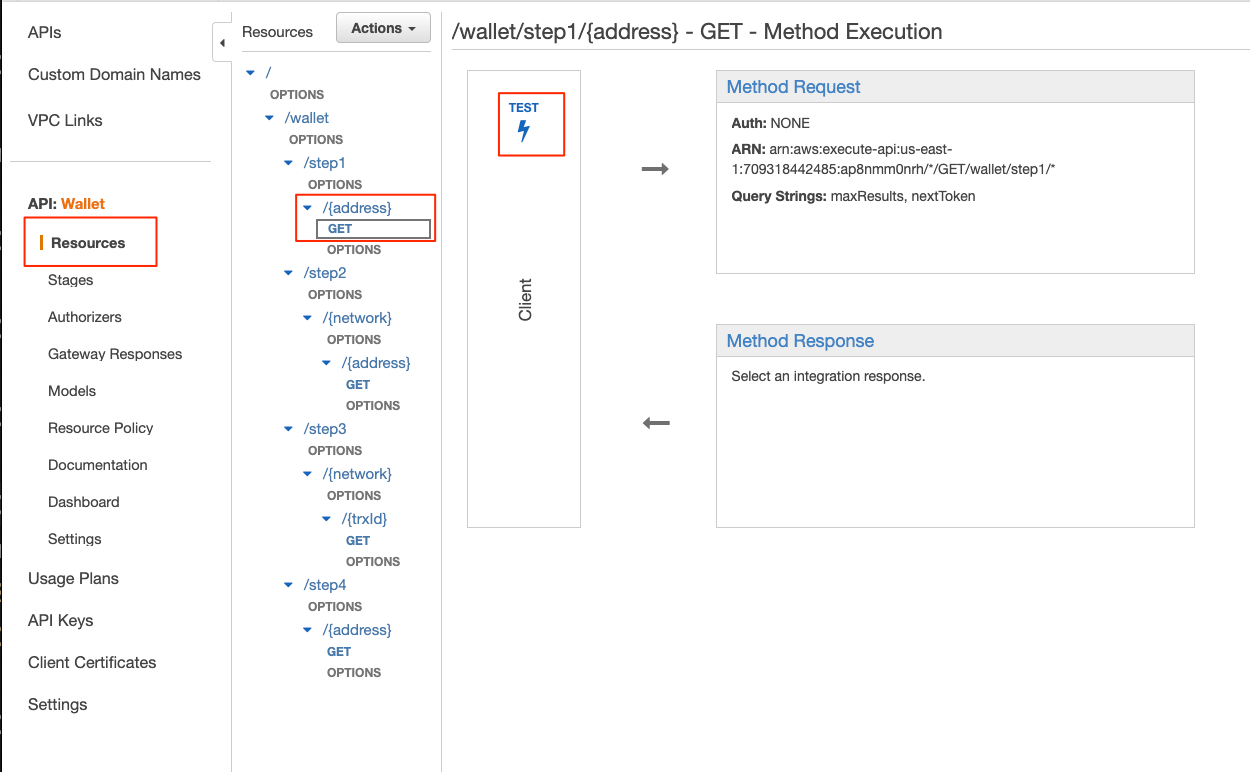 APIs
Custom Domain Names
VPC Links
API: Wallet
Resources
Stages
Authorizers
Gateway Responses
Models
Resource Policy
Documentation
Dashboard
Settings
Usage Plans
API Keys
Client Certificates
Settings
Resources
Actions
/
OPTIONS
/wallet
OPTIONS
/step1
OPTIONS
/{address}
GET
OPTIONS
/step2
OPTIONS
/{network}
OPTIONS
/{address}
GET
OPTIONS
/step3
OPTIONS
/{network}
OPTIONS
/{trxId}
GET
OPTIONS
/step4
OPTIONS
/{address}
GET
OPTIONS
/wallet/step1/{address} - GET - Method Execution
TEST
Client
Method Request
Auth: NONE
ARN: arn:aws:execute-api:us-east-
1:709318442485:ap8nmm0nrh/*/GET/wallet/step1/*
Query Strings: maxResults, nextToken
Method Response
Select an integration response.